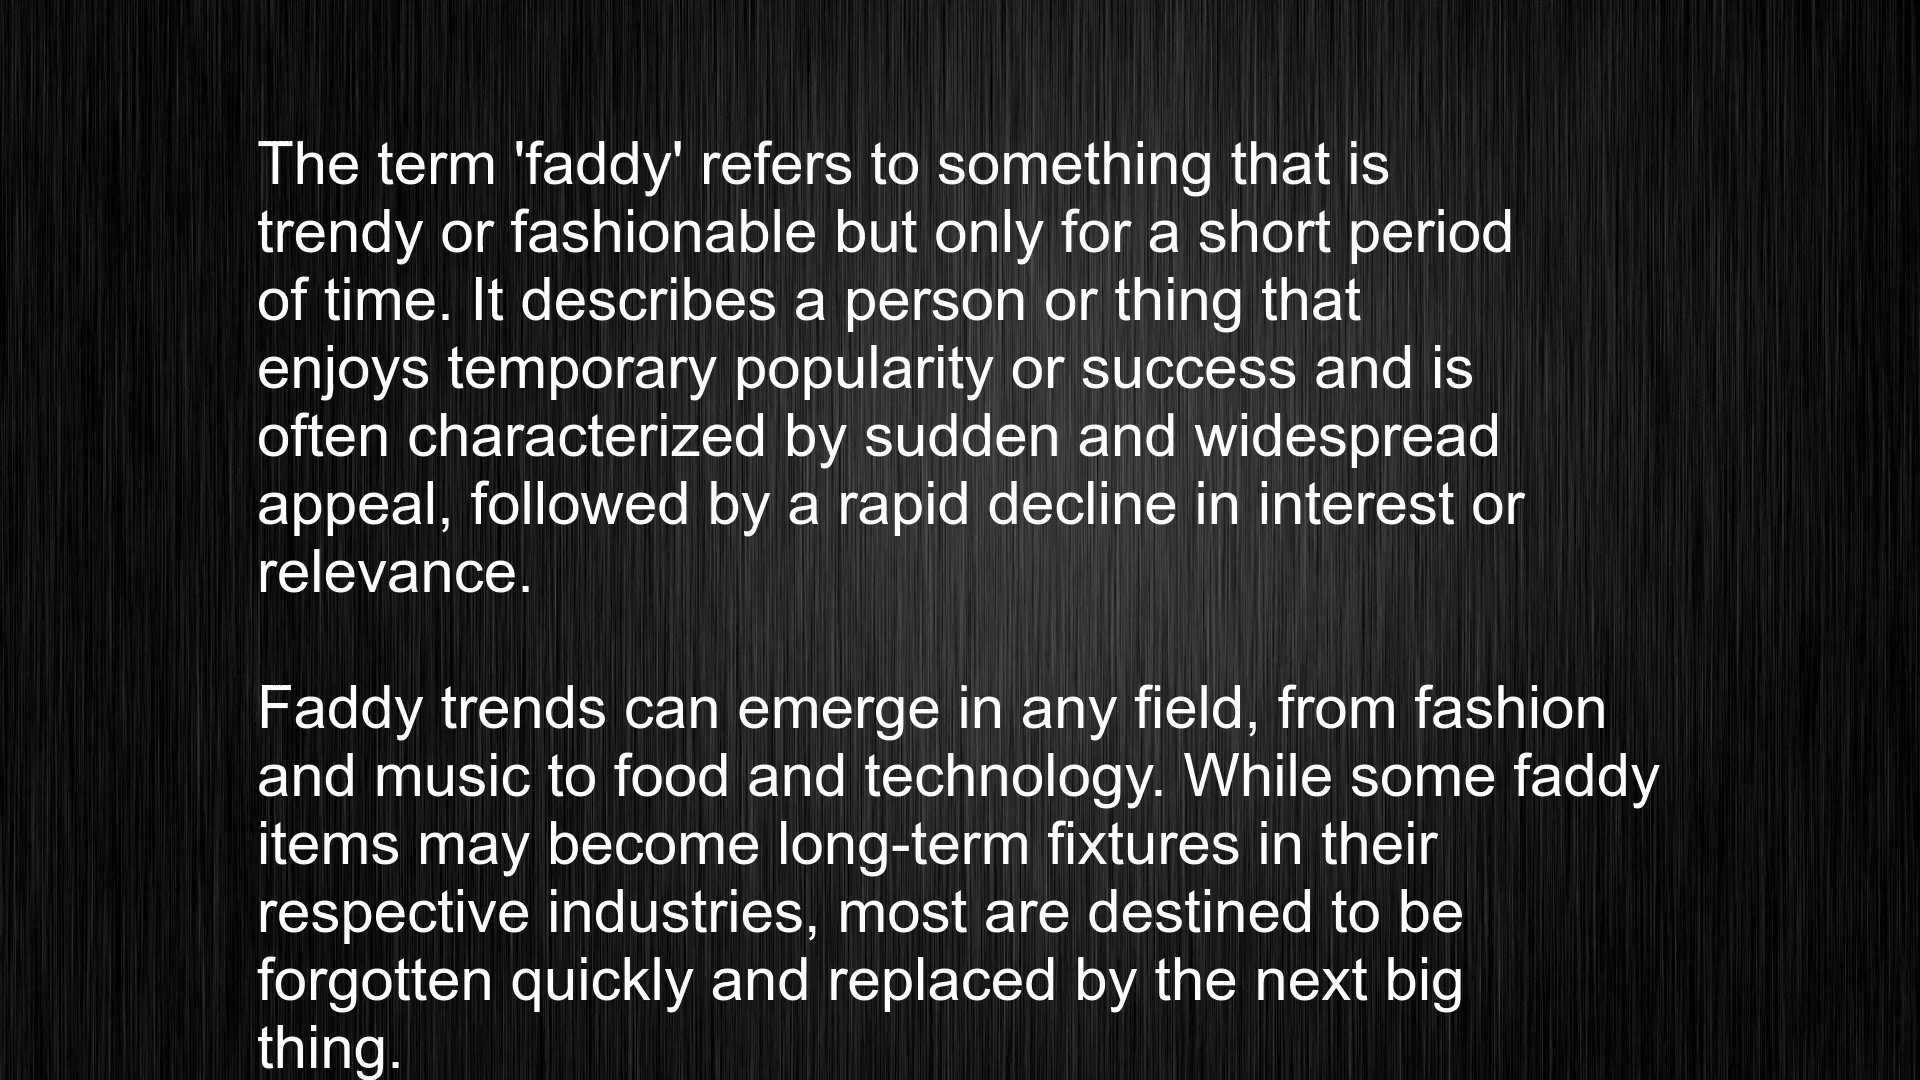 The term 'faddy' refers to something that is
trendy or fashionable but only for a short period
of time. It describes a person or thing that
enjoys temporary popularity or success and is
often characterized by sudden and widespread
appeal, followed by a rapid decline in interest or
relevance.
Faddy trends can emerge in any field, from fashion
and music to food and technology. While some faddy
items may become long-term fixtures in their
respective industries, most are destined to be
forgotten quickly and replaced by the next big
thing.